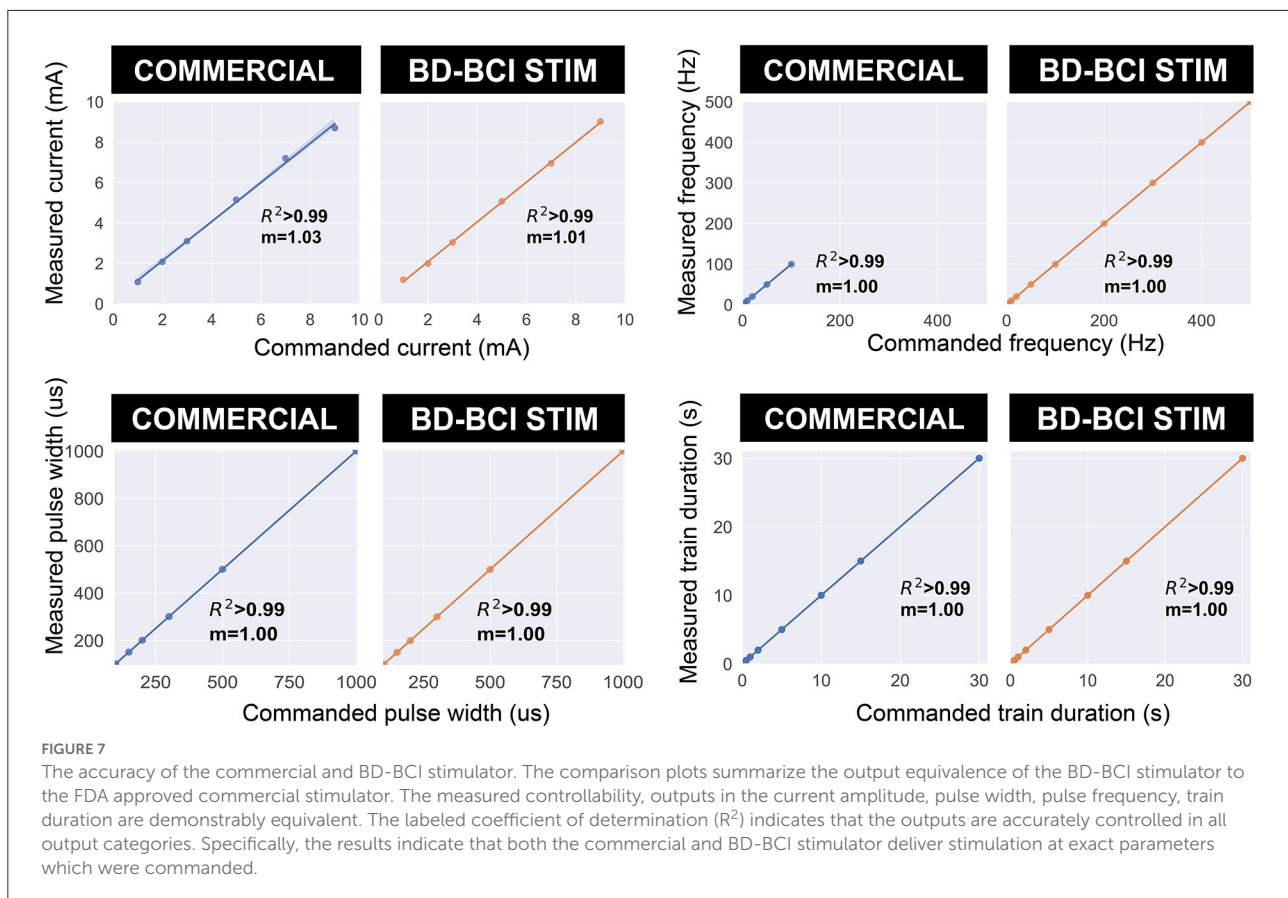 COMMERCIAL
BD-BCI STIM
Measured current (mA)
10
8
6
4
2
0
R²>0.99
m=1.03
R²>0.99
m=1.01
0 2 4 6 8 10 0 2 4 6 8 10
Commanded current (mA)
COMMERCIAL
BD-BCI STIM
Measured frequency (Hz)
500
400
300
200
100
0
R²>0.99
m=1.00
R²>0.99
m=1.00
0 200 400 0 200 400
Commanded frequency (Hz)
COMMERCIAL
BD-BCI STIM
Measured pulse width (us)
1000
800
600
400
200
R²>0.99
m=1.00
R²>0.99
m=1.00
250 500 750 1000 250 500 750 1000
Commanded pulse width (us)
COMMERCIAL
BD-BCI STIM
Measured train duration (s)
30
20
10
0
R²>0.99
m=1.00
R²>0.99
m=1.00
0 10 20 30 0 10 20 30
Commanded train duration (s)
FIGURE 7
The accuracy of the commercial and BD-BCI stimulator. The comparison plots summarize the output equivalence of the BD-BCI stimulator to
the FDA approved commercial stimulator. The measured controllability, outputs in the current amplitude, pulse width, pulse frequency, train
duration are demonstrably equivalent. The labeled coefficient of determination (R²) indicates that the outputs are accurately controlled in all
output categories. Specifically, the results indicate that both the commercial and BD-BCI stimulator deliver stimulation at exact parameters
which were commanded.